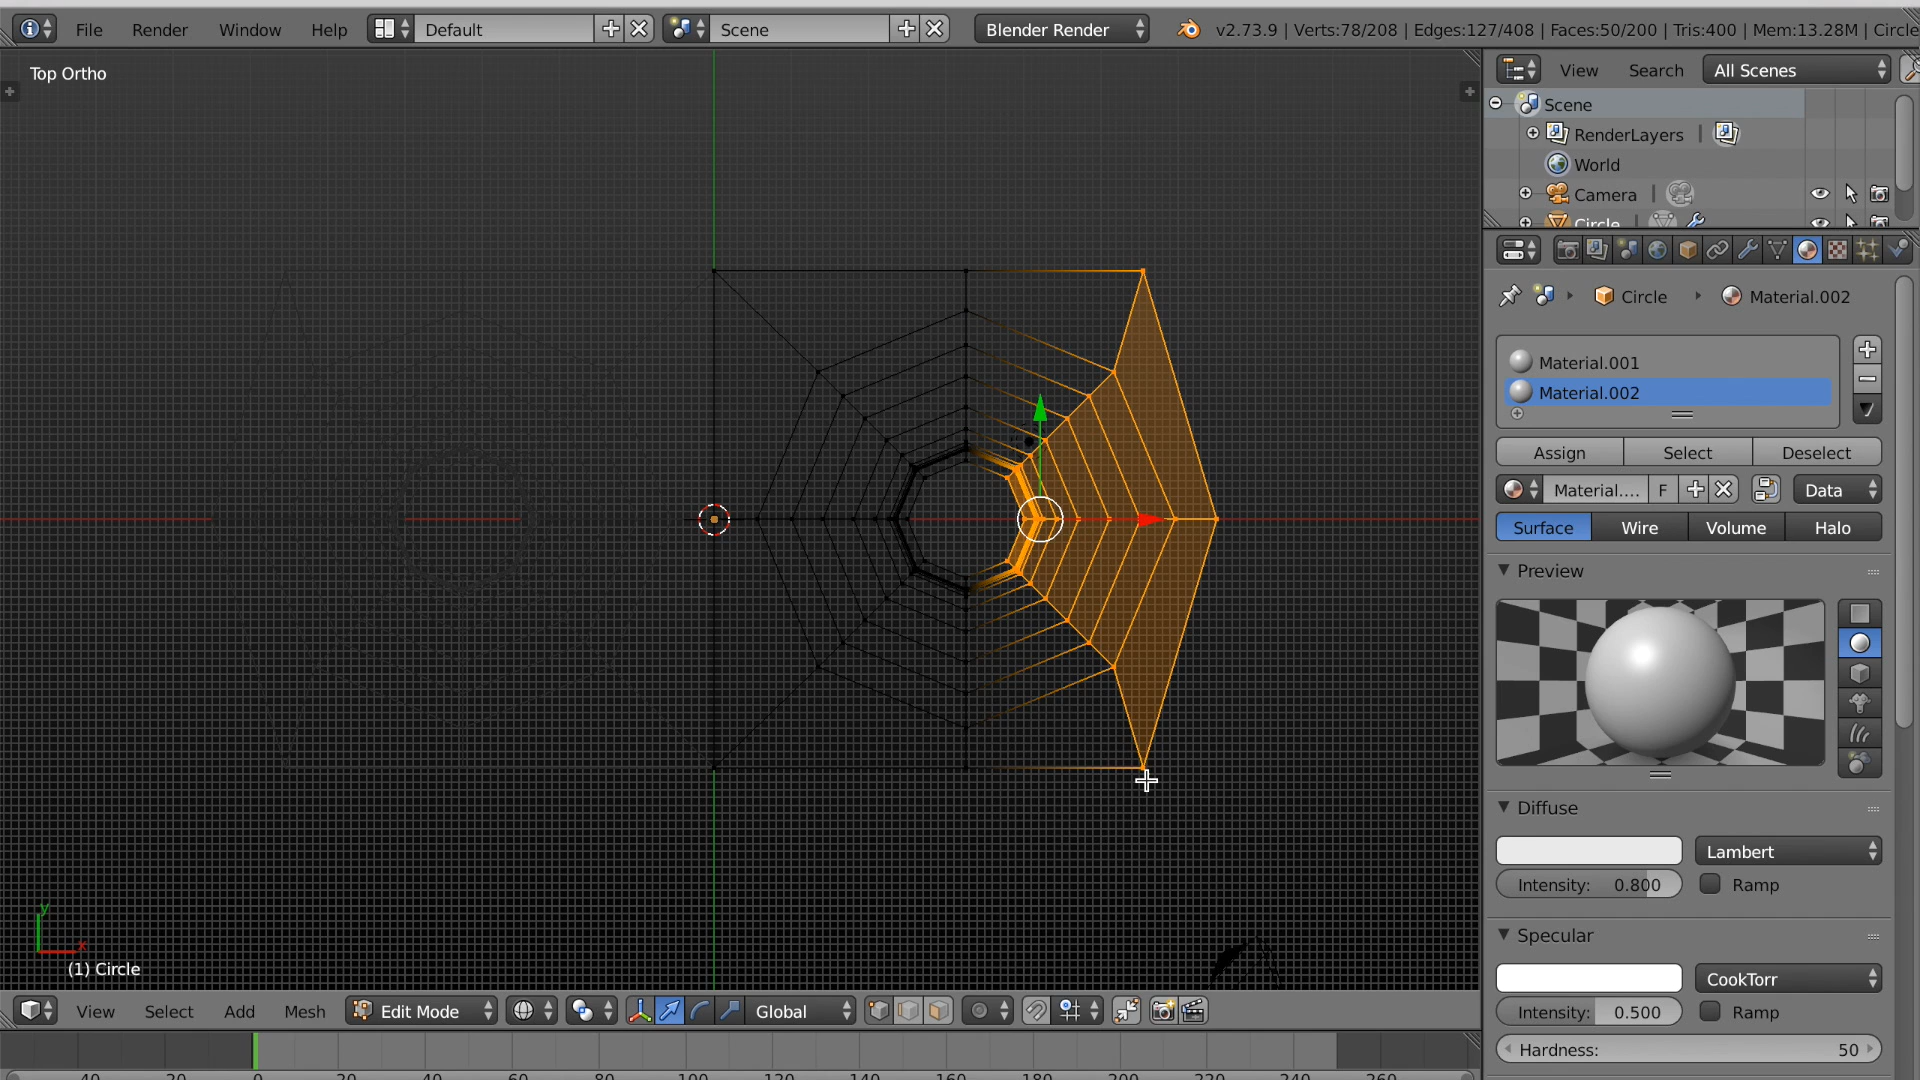 File Render Window Help Default Scene Blender Render v2.73.9 | Verts:78/208 | Edges:127/408 | Faces:50/200 | Tris:400 | Mem:13.28M | Circle
Top Ortho
View Search All Scenes
Scene
RenderLayers
World
Camera
Circle
Circle Material.002
Material.001
Material.002
Assign Select Deselect
Material.... F Data
Surface Wire Volume Halo
Preview
Diffuse
Lambert
Intensity: 0.800 Ramp
Specular
CookTorr
Intensity: 0.500 Ramp
Hardness: 50
y
x
(1) Circle
View Select Add Mesh Edit Mode Global
-40 -20 0 20 40 60 80 100 120 140 160 180 200 220 240 260